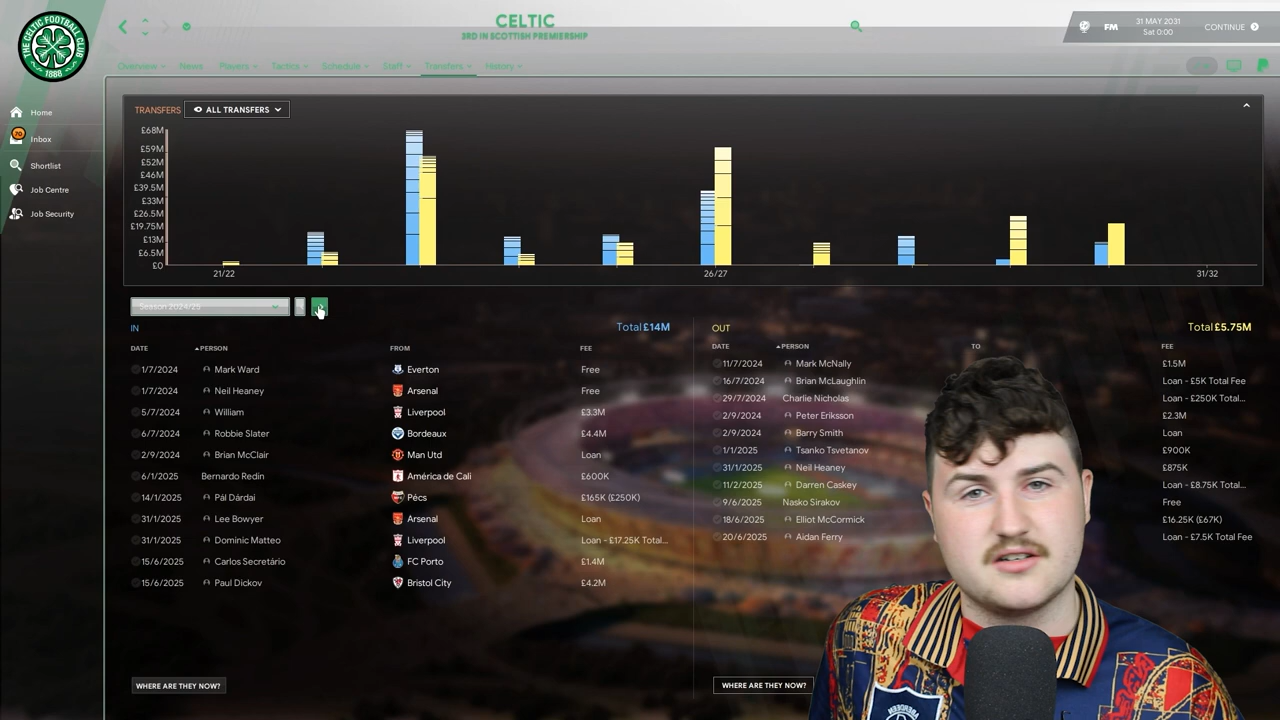 THE CELTIC FOOTBALL CLUB
1888
CELTIC
3RD IN SCOTTISH PREMIERSHIP
FM
31 MAY 2031
Sat 0:00
CONTINUE
Overview
News
Players
Tactics
Schedule
Staff
Transfers
History
Home
70
Inbox
Shortlist
Job Centre
Job Security
TRANSFERS
ALL TRANSFERS
£68M
£59M
£52M
£46M
£39.5M
£33M
£26.5M
£19.75M
£13M
£6.5M
£0
21/22
26/27
31/32
Season 2024/25
IN
Total £14M
DATE PERSON FROM FEE
1/7/2024 Mark Ward Everton Free
1/7/2024 Neil Heaney Arsenal Free
5/7/2024 William Liverpool £3.3M
6/7/2024 Robbie Slater Bordeaux £4.4M
2/9/2024 Brian McClair Man Utd Loan
6/1/2025 Bernardo Redin América de Cali £600K
14/1/2025 Pál Dárdai Pécs £165K (£250K)
31/1/2025 Lee Bowyer Arsenal Loan
31/1/2025 Dominic Matteo Liverpool Loan - £17.25K Total...
15/6/2025 Carlos Secretário FC Porto £1.4M
15/6/2025 Paul Dickov Bristol City £4.2M
WHERE ARE THEY NOW?
OUT
Total £5.75M
DATE PERSON TO FEE
11/7/2024 Mark McNally £1.5M
16/7/2024 Brian McLaughlin Loan - £5K Total Fee
29/7/2024 Charlie Nicholas Loan - £250K Total...
2/9/2024 Peter Eriksson £2.3M
2/9/2024 Barry Smith Loan
1/1/2025 Tsanko Tsvetanov £900K
31/1/2025 Neil Heaney £875K
11/2/2025 Darren Caskey Loan - £8.75K Total...
9/6/2025 Nasko Sirakov Free
18/6/2025 Elliot McCormick £16.25K (£67K)
20/6/2025 Aidan Ferry Loan - £7.5K Total Fee
WHERE ARE THEY NOW?
ABERDEEN